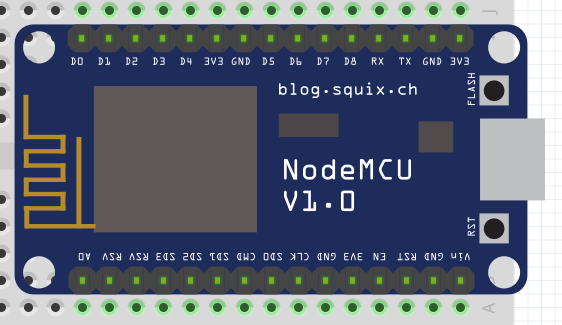 J
D0 D1 D2 D3 D4 3V3 GND D5 D6 D7 D8 RX TX GND 3V3
FLASH
blog.squix.ch
NodeMCU
V1.0
RST
A0 RSV RSV SD3 SD2 SD1 CMD SD0 CLK GND 3V3 EN RST GND Vin
A